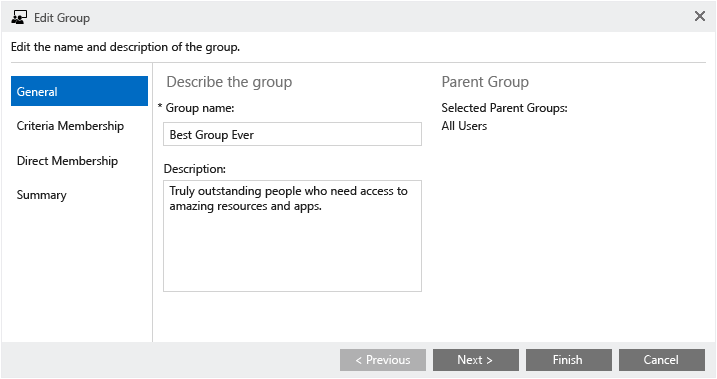 Edit Group
Edit the name and description of the group.
General
Criteria Membership
Direct Membership
Summary
Describe the group
* Group name:
Best Group Ever
Description:
Truly outstanding people who need access to
amazing resources and apps.
Parent Group
Selected Parent Groups:
All Users
< Previous
Next >
Finish
Cancel